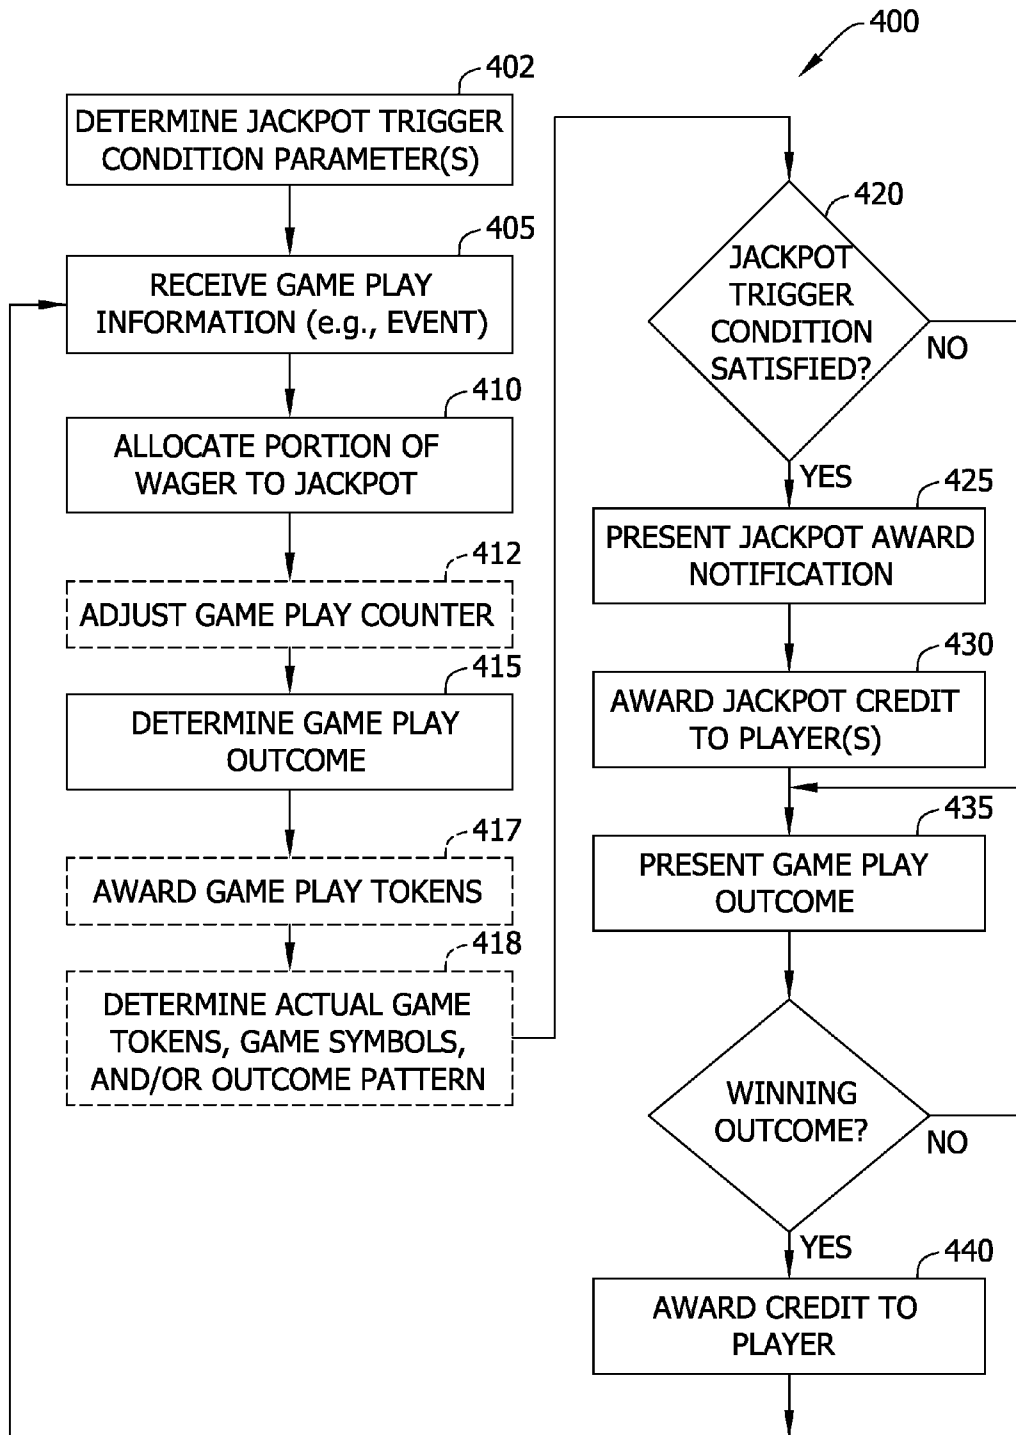 400
402
DETERMINE JACKPOT TRIGGER
CONDITION PARAMETER(S)
405
RECEIVE GAME PLAY
INFORMATION (e.g., EVENT)
410
ALLOCATE PORTION OF
WAGER TO JACKPOT
412
ADJUST GAME PLAY COUNTER
415
DETERMINE GAME PLAY
OUTCOME
417
AWARD GAME PLAY TOKENS
418
DETERMINE ACTUAL GAME
TOKENS, GAME SYMBOLS,
AND/OR OUTCOME PATTERN
420
JACKPOT
TRIGGER
CONDITION
SATISFIED?
NO
YES
425
PRESENT JACKPOT AWARD
NOTIFICATION
430
AWARD JACKPOT CREDIT
TO PLAYER(S)
435
PRESENT GAME PLAY
OUTCOME
WINNING
OUTCOME?
NO
YES
440
AWARD CREDIT TO
PLAYER